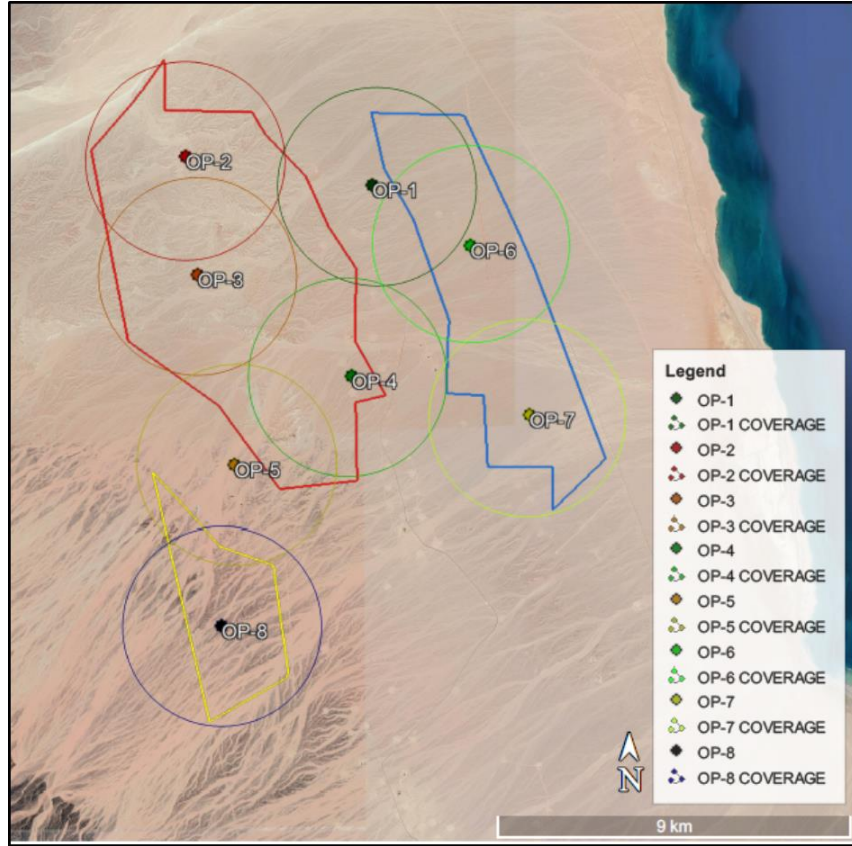 OP-2
OP-1
OP-6
OP-3
OP-4
OP-7
OP-5
OP-8
Legend
OP-1
OP-1 COVERAGE
OP-2
OP-2 COVERAGE
OP-3
OP-3 COVERAGE
OP-4
OP-4 COVERAGE
OP-5
OP-5 COVERAGE
OP-6
OP-6 COVERAGE
OP-7
OP-7 COVERAGE
OP-8
OP-8 COVERAGE
N
9 km